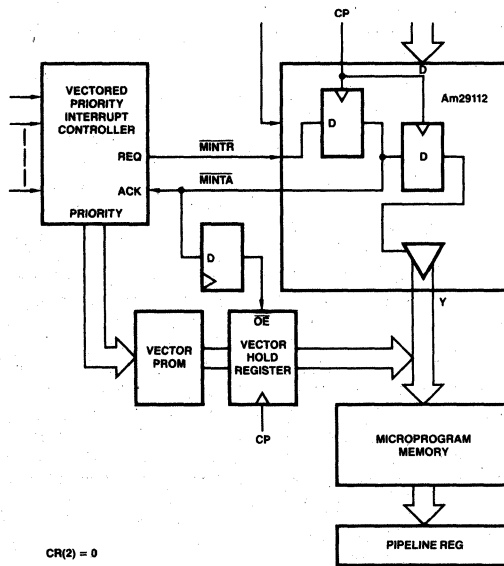 CP
D
VECTORED
PRIORITY
INTERRUPT
CONTROLLER
Am29112
D
REQ
MINTR
D
ACK
MINTA
PRIORITY
D
OE
Y
VECTOR
PROM
VECTOR
HOLD
REGISTER
CP
MICROPROGRAM
MEMORY
PIPELINE REG
CR(2) = 0